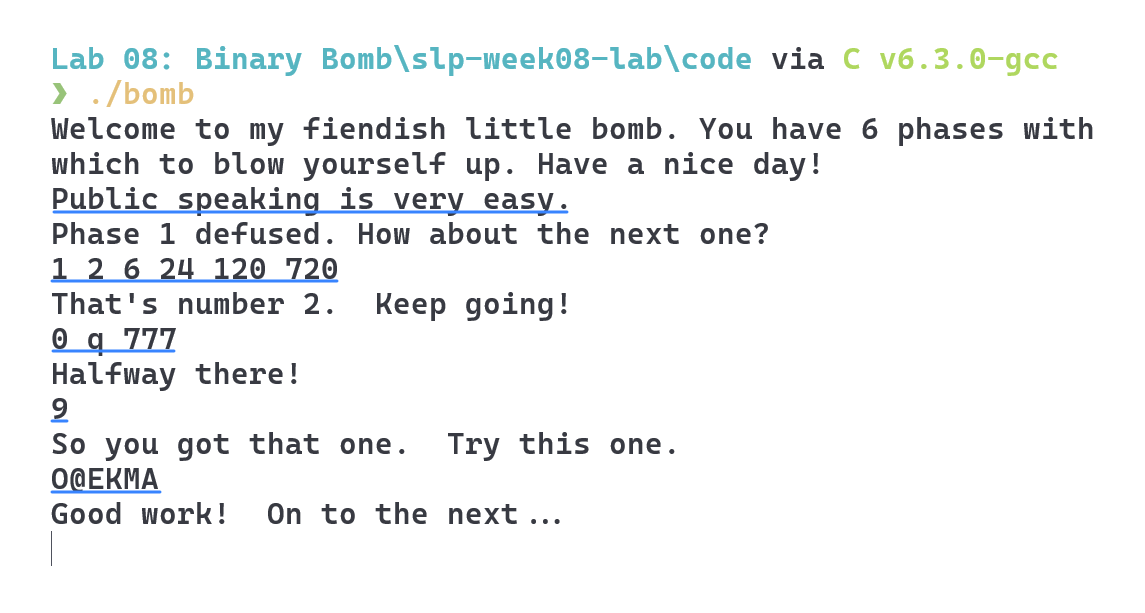 Lab 08: Binary Bomb\slp-week08-lab\code via C v6.3.0-gcc
❯ ./bomb
Welcome to my fiendish little bomb. You have 6 phases with
which to blow yourself up. Have a nice day!
Public speaking is very easy.
Phase 1 defused. How about the next one?
1 2 6 24 120 720
That's number 2.  Keep going!
0 q 777
Halfway there!
9
So you got that one.  Try this one.
O@EKMA
Good work!  On to the next...